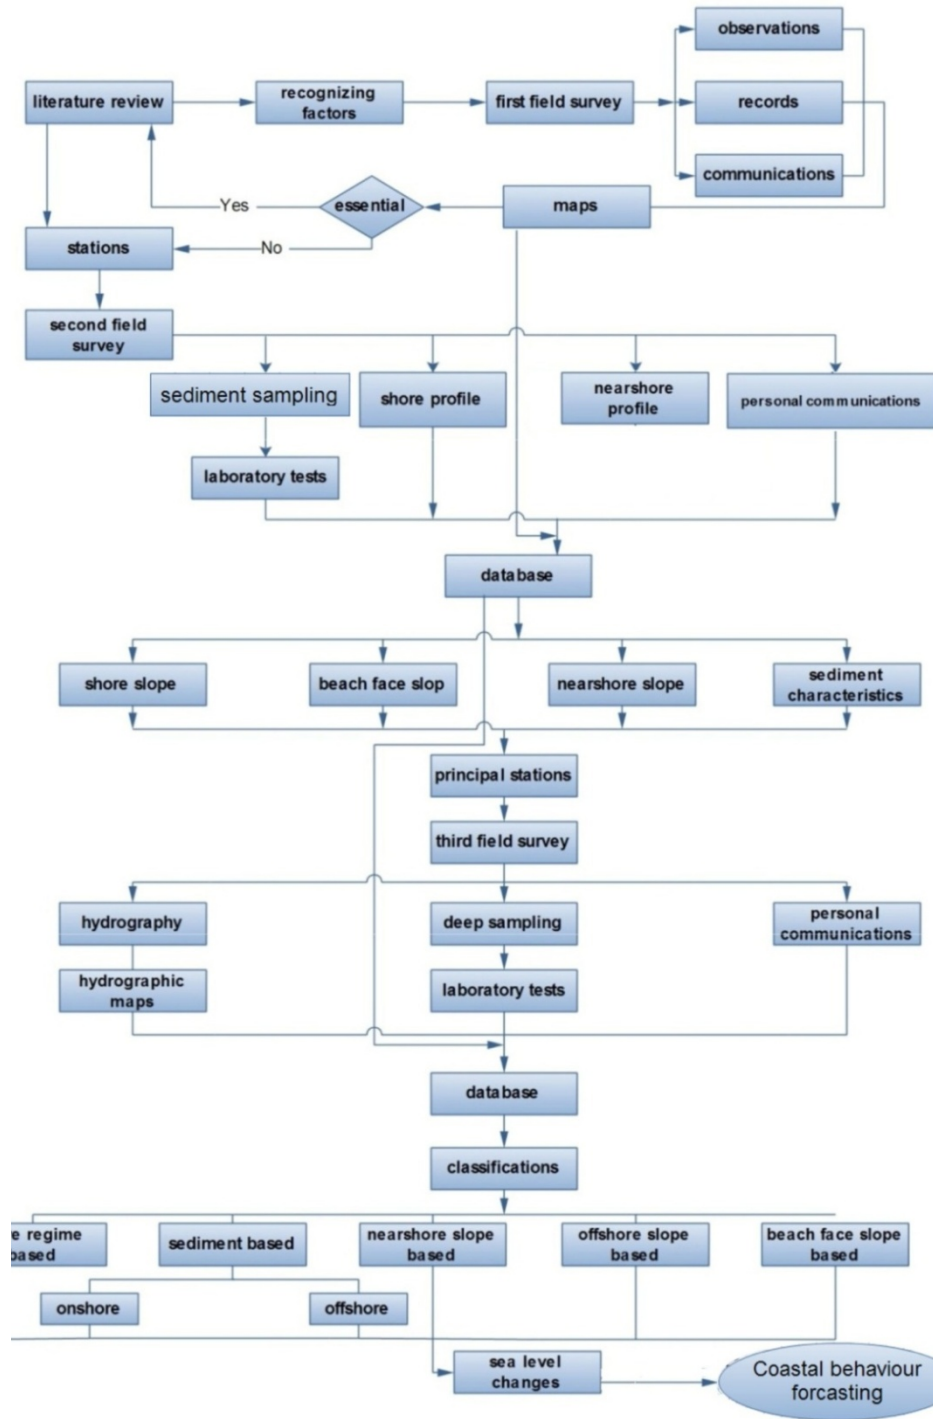 observations
literature review
recognizing
factors
first field survey
records
communications
Yes
essential
maps
stations
No
second field
survey
sediment sampling
shore profile
nearshore
profile
personal communications
laboratory tests
database
shore slope
beach face slop
nearshore slope
sediment
characteristics
principal stations
third field survey
hydrography
deep sampling
personal
communications
hydrographic
maps
laboratory tests
database
classifications
e regime
based
sediment based
nearshore slope
based
offshore slope
based
beach face slope
based
onshore
offshore
sea level
changes
Coastal behaviour
forcasting